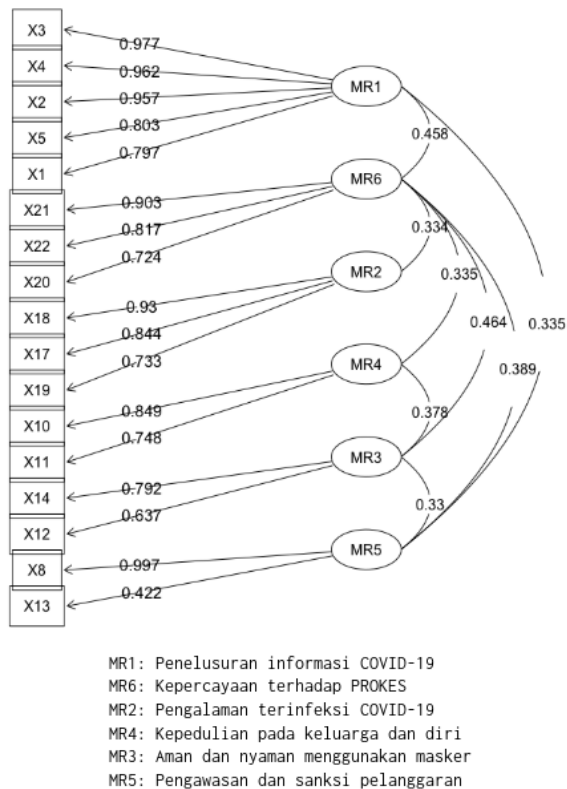 X3
X4
X2
X5
X1
X21
X22
X20
X18
X17
X19
X10
X11
X14
X12
X8
X13
0.977
0.962
0.957
0.803
0.797
0.903
0.817
0.724
0.93
0.844
0.733
0.849
0.748
0.792
0.637
0.997
0.422
MR1
MR6
MR2
MR4
MR3
MR5
0.458
0.334
0.335
0.464
0.335
0.389
0.378
0.33
MR1: Penelusuran informasi COVID-19
MR6: Kepercayaan terhadap PROKES
MR2: Pengalaman terinfeksi COVID-19
MR4: Kepedulian pada keluarga dan diri
MR3: Aman dan nyaman menggunakan masker
MR5: Pengawasan dan sanksi pelanggaran